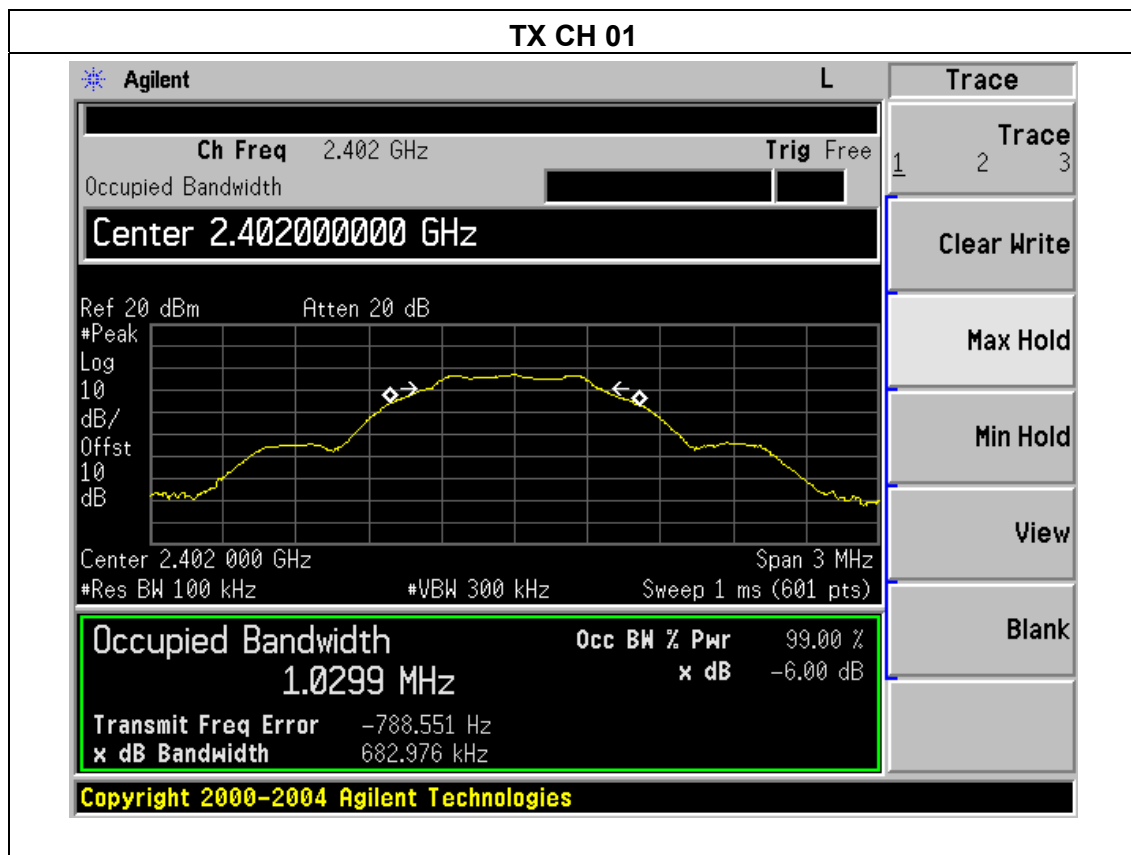 TX CH 01
Agilent L Trace
Ch Freq 2.402 GHz Trig Free
Occupied Bandwidth
Center 2.402000000 GHz
Ref 20 dBm Atten 20 dB
#Peak
Log
10
dB/
Offst
10
dB
Center 2.402 000 GHz Span 3 MHz
#Res BW 100 kHz #VBW 300 kHz Sweep 1 ms (601 pts)
Occupied Bandwidth Occ BW % Pwr 99.00 %
1.0299 MHz x dB -6.00 dB
Transmit Freq Error -788.551 Hz
x dB Bandwidth 682.976 kHz
Copyright 2000-2004 Agilent Technologies
Trace
1 2 3
Clear Write
Max Hold
Min Hold
View
Blank